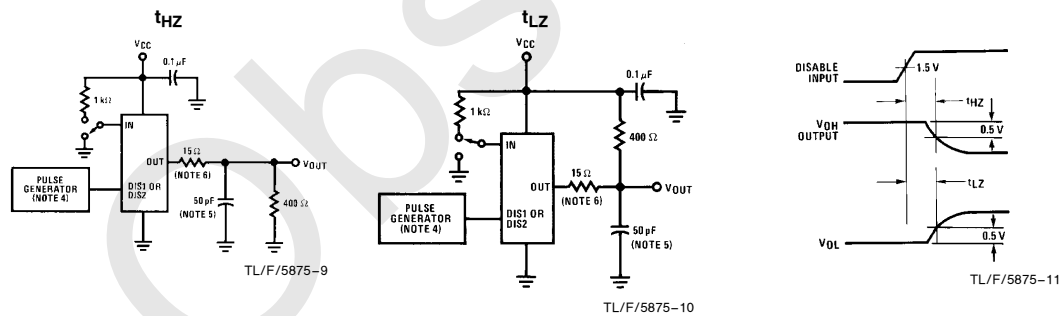 tHZ
VCC
0.1 µF
1 kΩ
IN
OUT
15 Ω
(NOTE 6)
VOUT
PULSE
GENERATOR
(NOTE 4)
DIS1 OR
DIS2
50 pF
(NOTE 5)
400 Ω
TL/F/5875–9
tLZ
VCC
0.1 µF
1 kΩ
400 Ω
IN
OUT
15 Ω
(NOTE 6)
VOUT
PULSE
GENERATOR
(NOTE 4)
DIS1 OR
DIS2
50 pF
(NOTE 5)
TL/F/5875–10
DISABLE
INPUT
1.5 V
tHZ
VOH
OUTPUT
0.5 V
tLZ
0.5 V
VOL
TL/F/5875–11
Obs